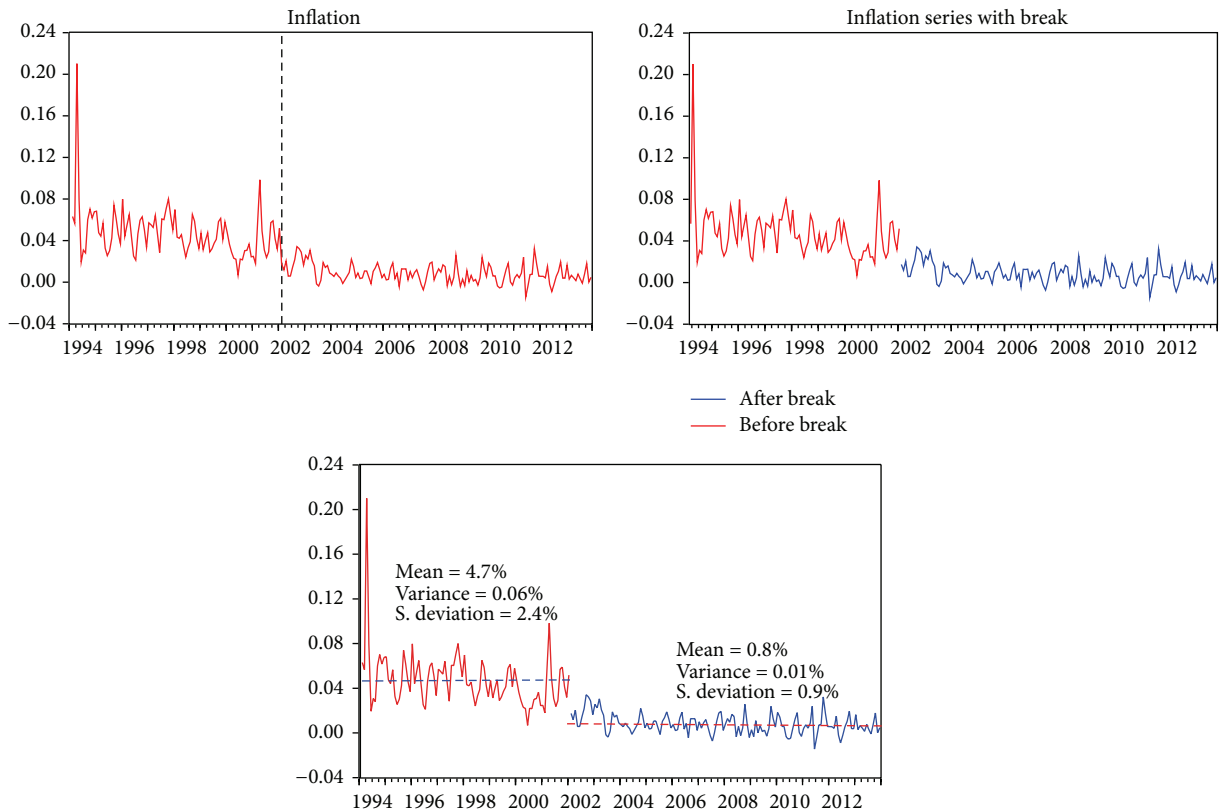 Inflation
0.24
0.20
0.16
0.12
0.08
0.04
0.00
−0.04
1994 1996 1998 2000 2002 2004 2006 2008 2010 2012
Inflation series with break
0.24
0.20
0.16
0.12
0.08
0.04
0.00
−0.04
1994 1996 1998 2000 2002 2004 2006 2008 2010 2012
After break
Before break
0.24
0.20
0.16
0.12
0.08
0.04
0.00
−0.04
Mean = 4.7%
Variance = 0.06%
S. deviation = 2.4%
Mean = 0.8%
Variance = 0.01%
S. deviation = 0.9%
1994 1996 1998 2000 2002 2004 2006 2008 2010 2012